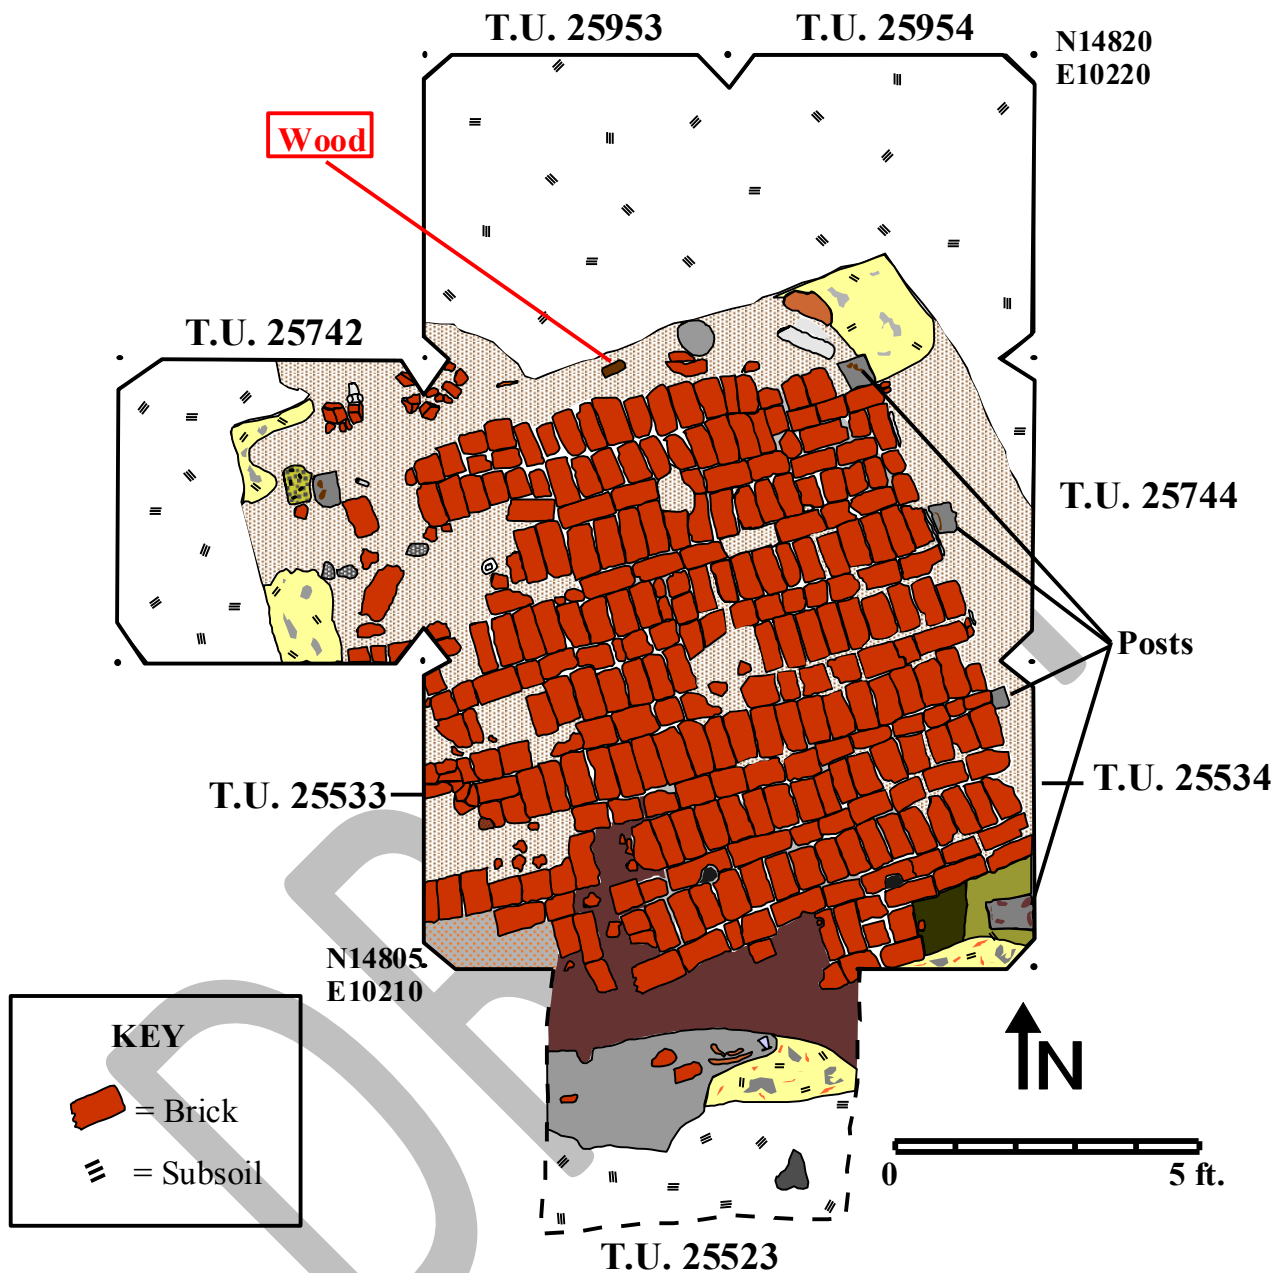 T.U. 25953
T.U. 25954
N14820
E10220
Wood
T.U. 25742
T.U. 25744
Posts
T.U. 25533
T.U. 25534
N14805
E10210
KEY
= Brick
= Subsoil
N
0
5 ft.
T.U. 25523